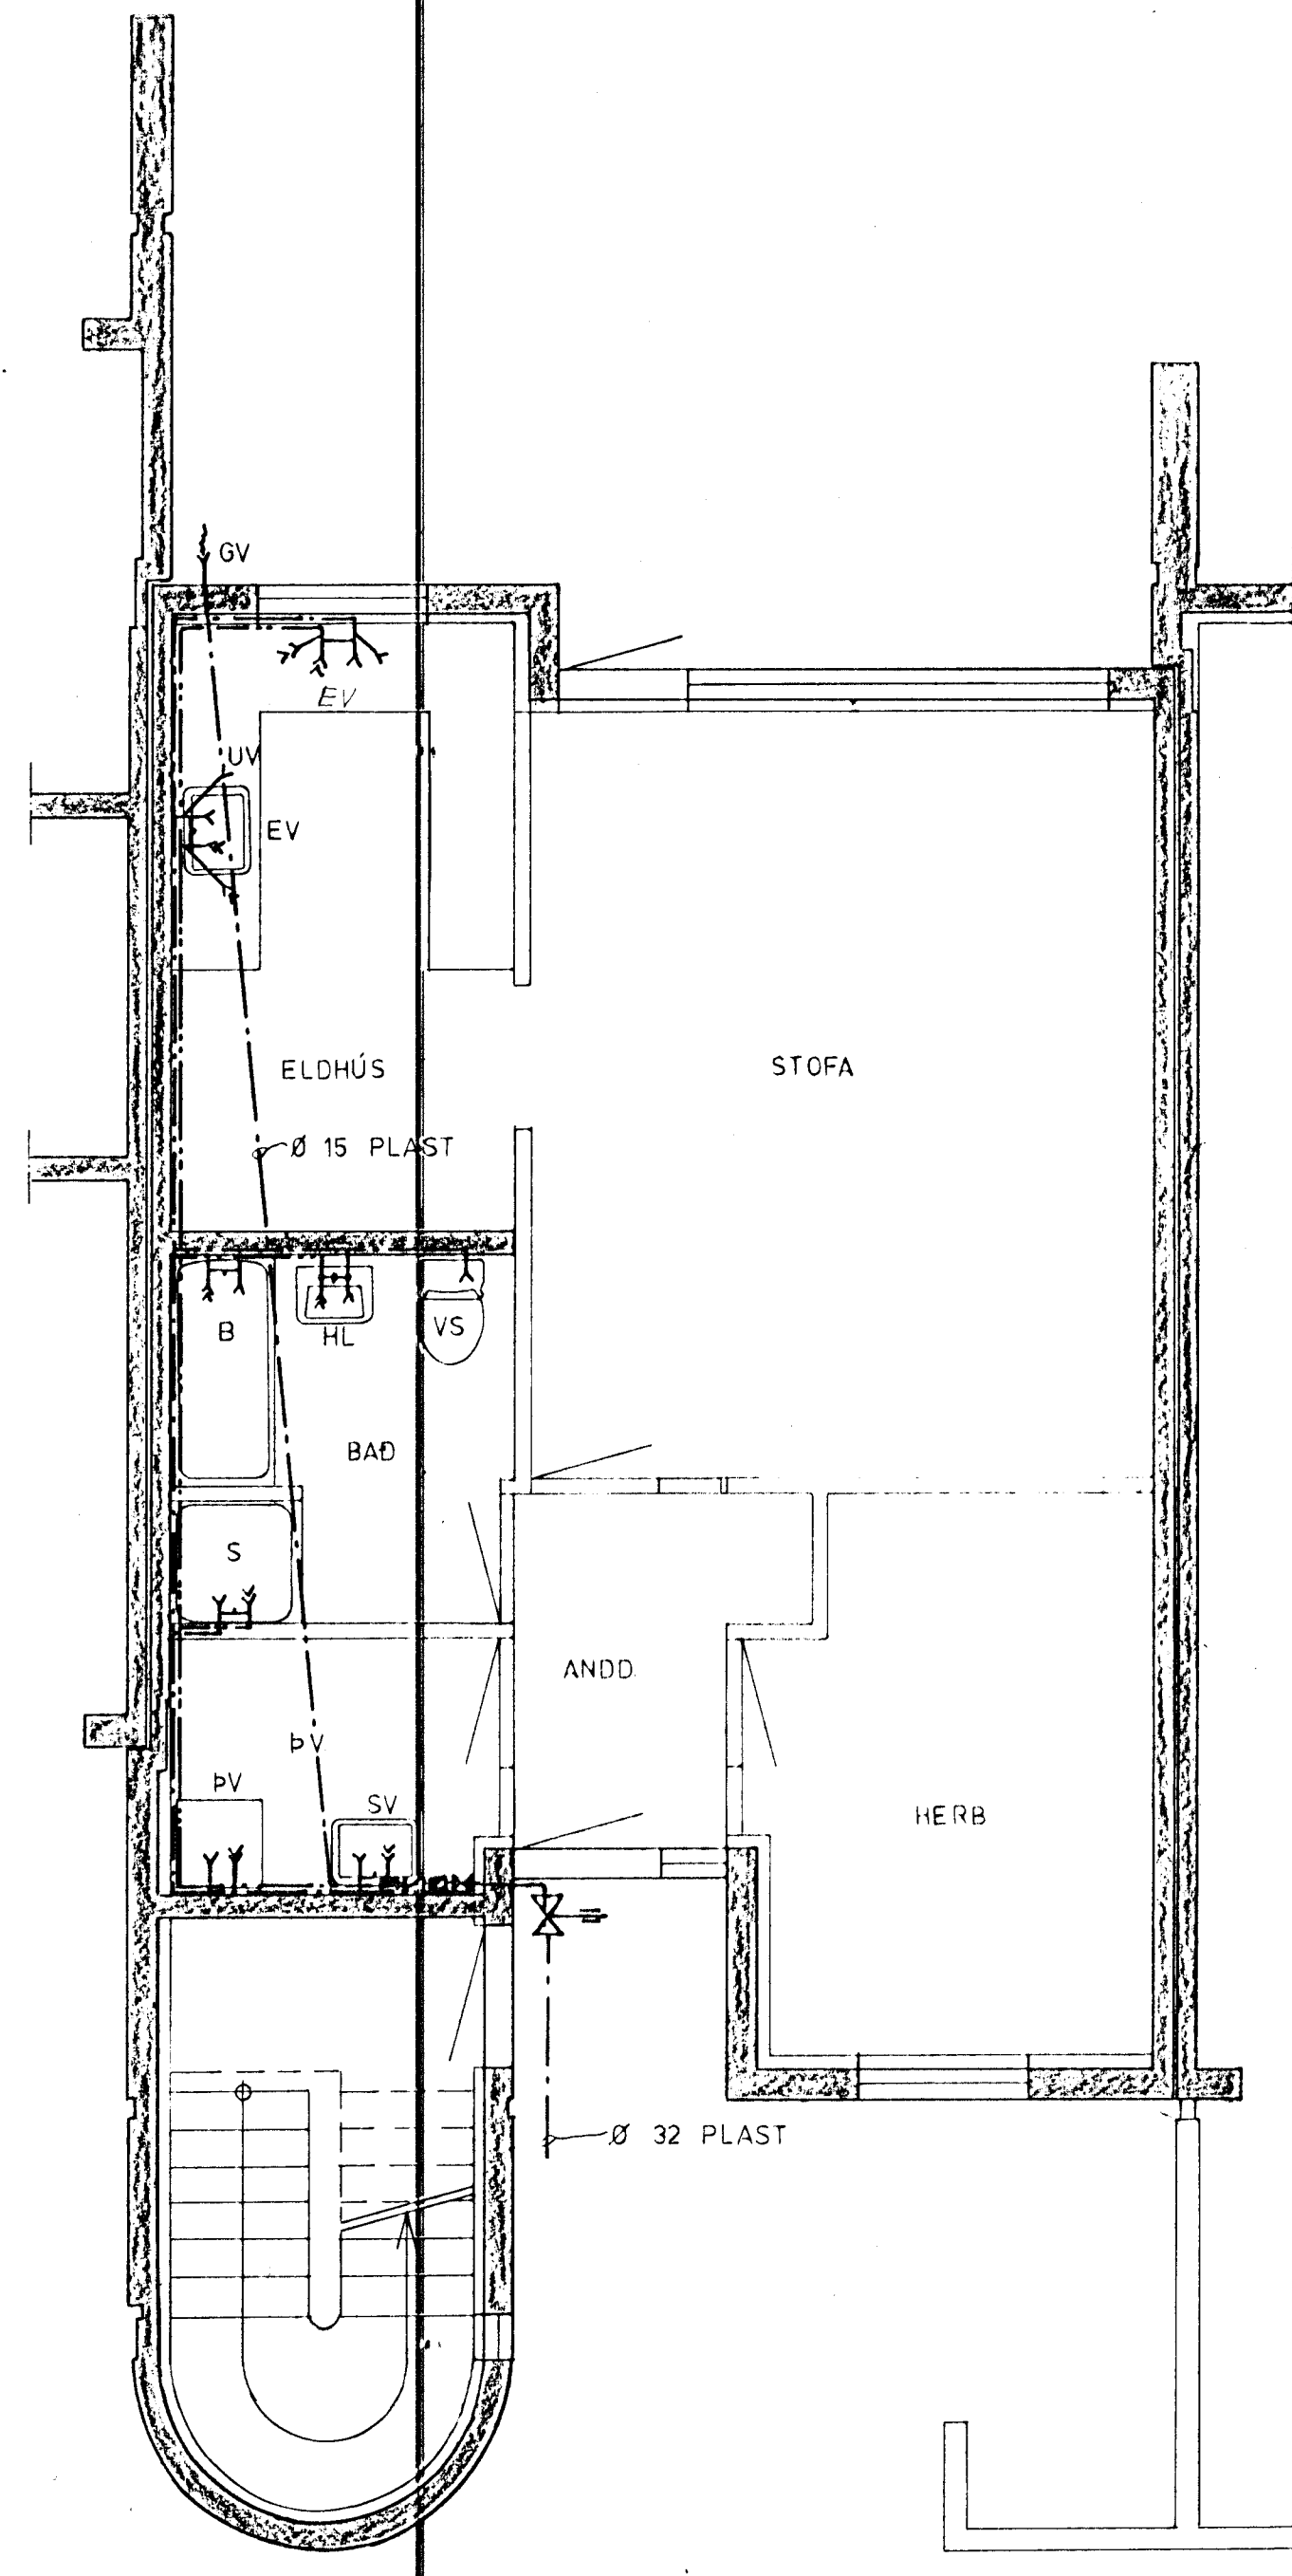 GV
EV
UV
EV
ELDHÚS
STOFA
Ø 15 PLAST
B
HL
VS
BAÐ
S
ANDD.
ÞV
ÞV
SV
HERB
Ø 32 PLAST